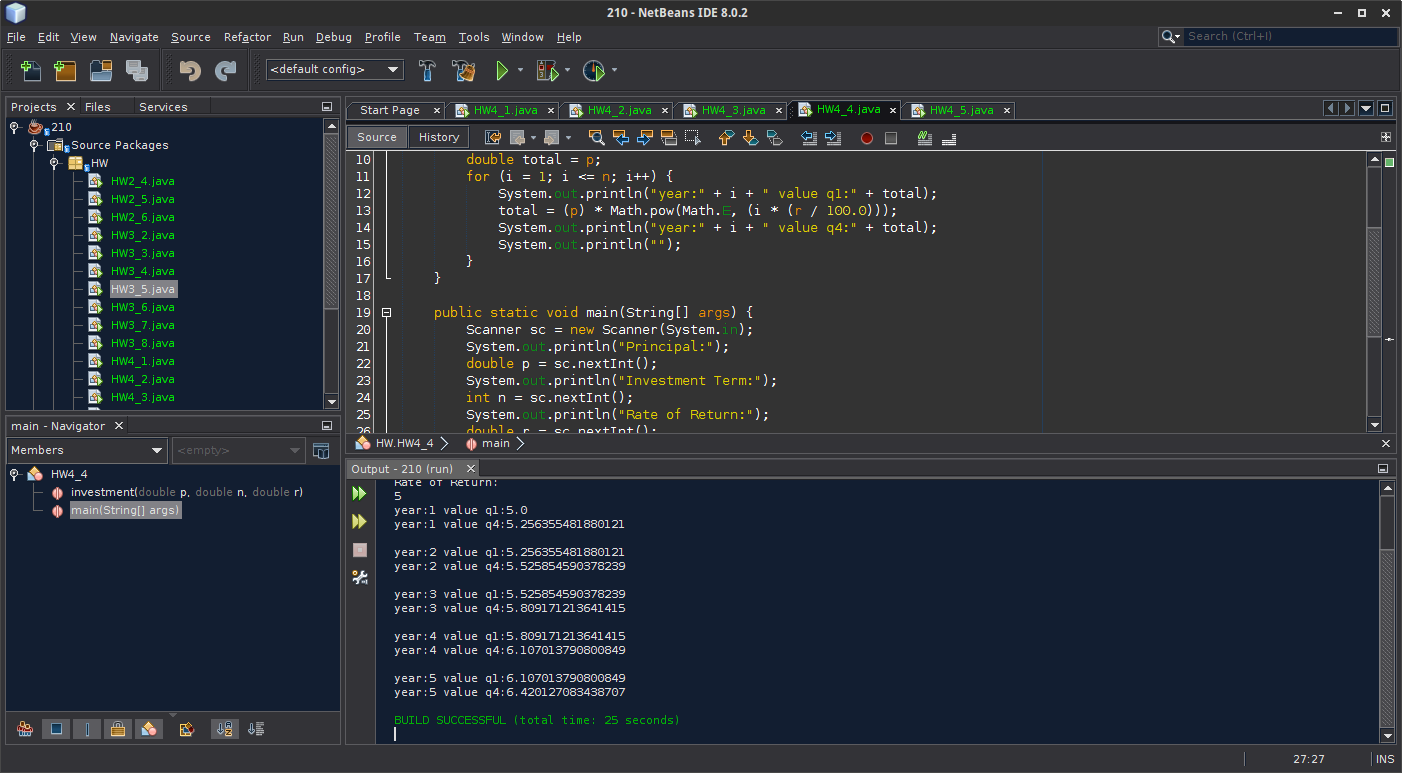 210 - NetBeans IDE 8.0.2
File Edit View Navigate Source Refactor Run Debug Profile Team Tools Window Help
Search (Ctrl+I)
<default config>
Projects Files Services
210
Source Packages
HW
HW2_4.java
HW2_5.java
HW2_6.java
HW3_2.java
HW3_3.java
HW3_4.java
HW3_5.java
HW3_6.java
HW3_7.java
HW3_8.java
HW4_1.java
HW4_2.java
HW4_3.java
main - Navigator
Members <empty>
HW4_4
investment(double p, double n, double r)
main(String[] args)
Start Page HW4_1.java HW4_2.java HW4_3.java HW4_4.java HW4_5.java
Source History
10 double total = p;
11 for (i = 1; i <= n; i++) {
12 System.out.println("year:" + i + " value q1:" + total);
13 total = (p) * Math.pow(Math.E, (i * (r / 100.0)));
14 System.out.println("year:" + i + " value q4:" + total);
15 System.out.println("");
16 }
17 }
18
19 public static void main(String[] args) {
20 Scanner sc = new Scanner(System.in);
21 System.out.println("Principal:");
22 double p = sc.nextInt();
23 System.out.println("Investment Term:");
24 int n = sc.nextInt();
25 System.out.println("Rate of Return:");
26 double r = sc.nextInt();
HW.HW4_4 main
Output - 210 (run)
Rate of Return:
5
year:1 value q1:5.0
year:1 value q4:5.256355481880121
year:2 value q1:5.256355481880121
year:2 value q4:5.525854590378239
year:3 value q1:5.525854590378239
year:3 value q4:5.809171213641415
year:4 value q1:5.809171213641415
year:4 value q4:6.107013790800849
year:5 value q1:6.107013790800849
year:5 value q4:6.420127083438707
BUILD SUCCESSFUL (total time: 25 seconds)
27:27 INS